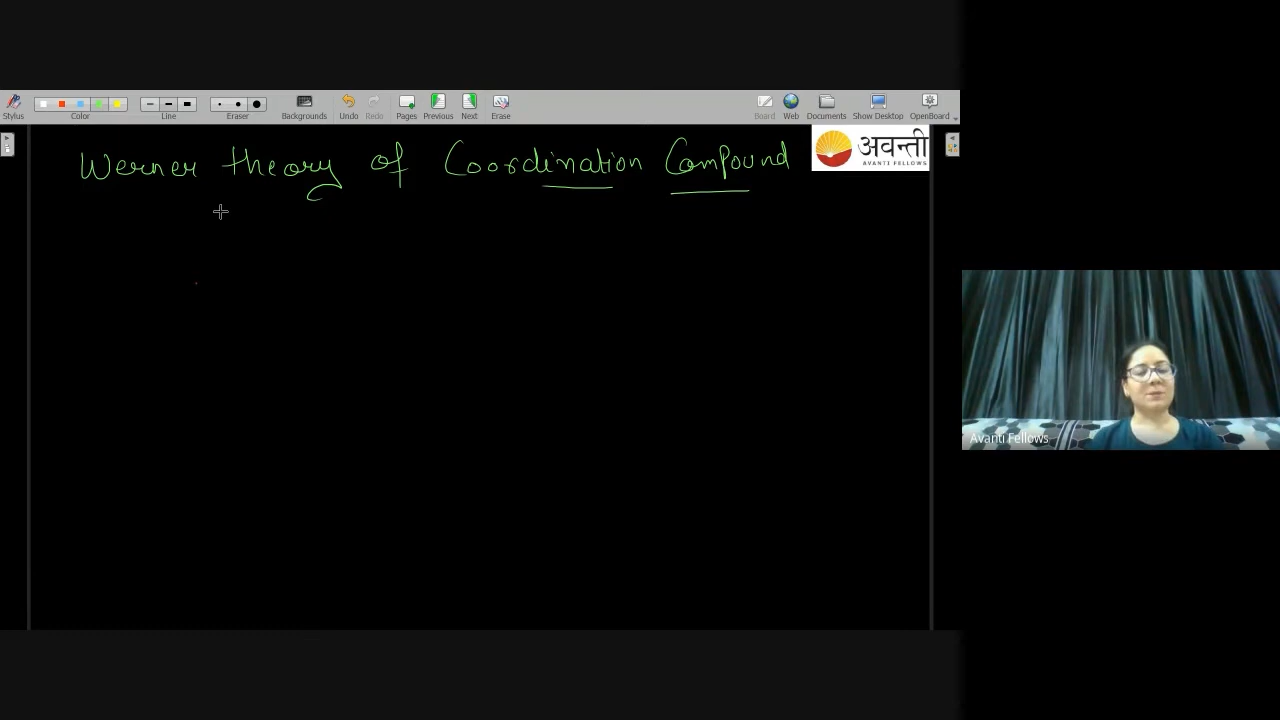 Stylus
Color
Line
Eraser
Backgrounds
Undo
Redo
Pages
Previous
Next
Erase
Board
Web
Documents
Show Desktop
OpenBoard
Werner theory of Coordination Compound
अवन्ती
AVANTI FELLOWS
Avanti Fellows